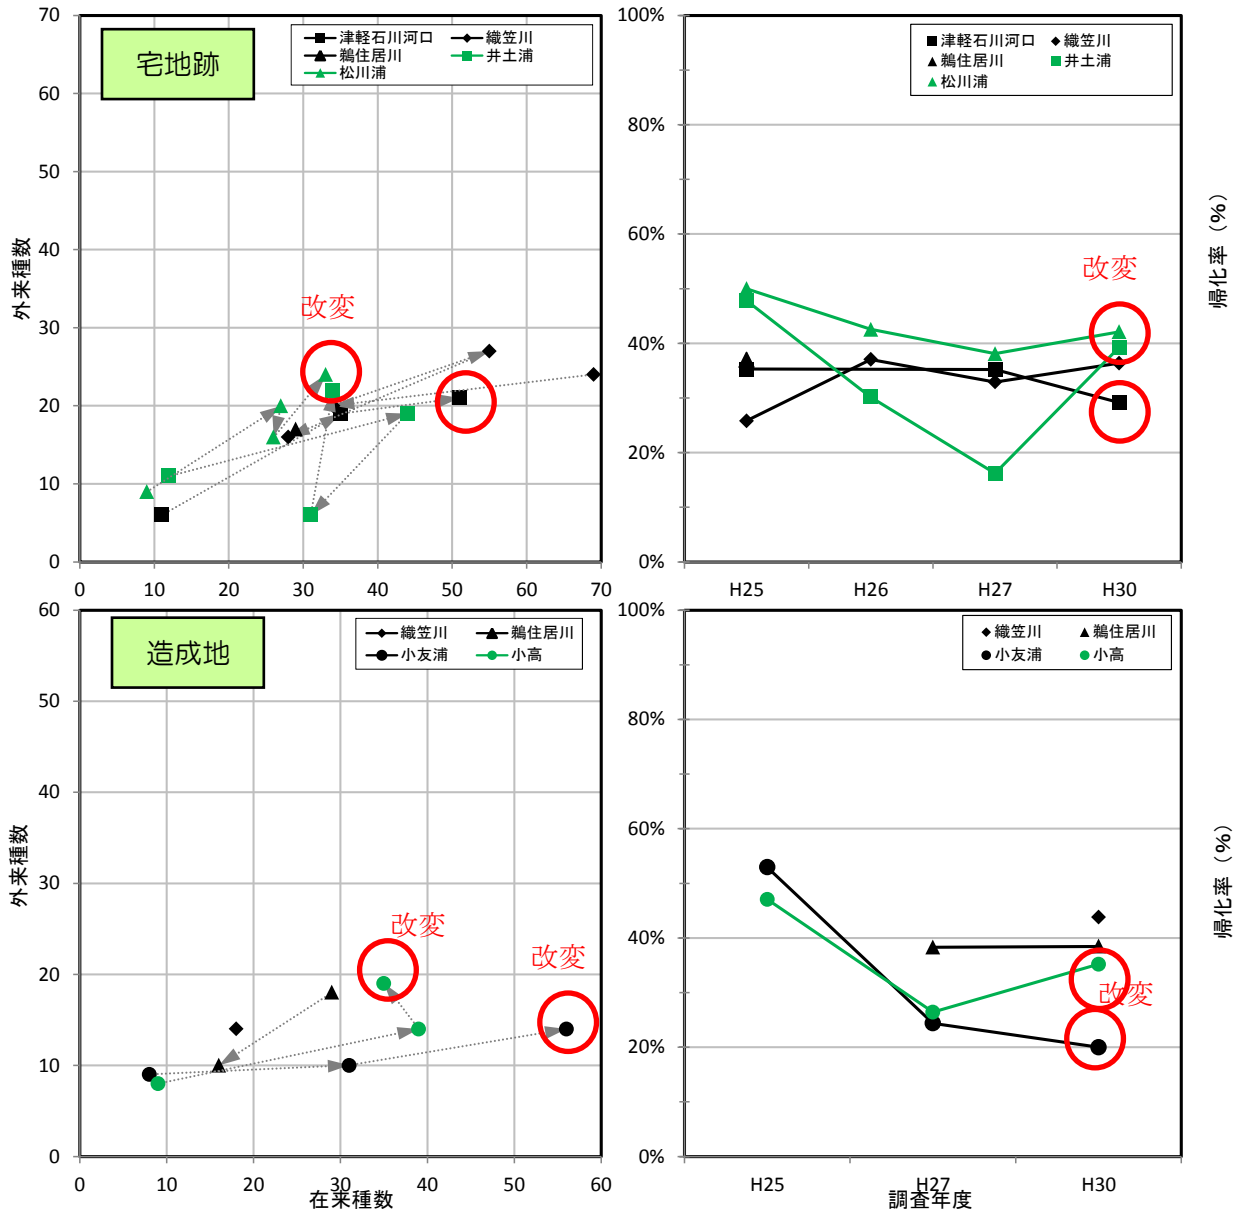 宅地跡
津軽石川河口 織笠川
鵜住居川 井土浦
松川浦
改変
外来種数
70
60
50
40
30
20
10
0
0 10 20 30 40 50 60 70
津軽石川河口 織笠川
鵜住居川 井土浦
松川浦
改変
帰化率（%）
100%
80%
60%
40%
20%
0%
H25 H26 H27 H30
造成地
織笠川 鵜住居川
小友浦 小高
改変
改変
外来種数
60
50
40
30
20
10
0
0 10 20 30 40 50 60
在来種数
織笠川 鵜住居川
小友浦 小高
改変
帰化率（%）
100%
80%
60%
40%
20%
0%
H25 H27 H30
調査年度